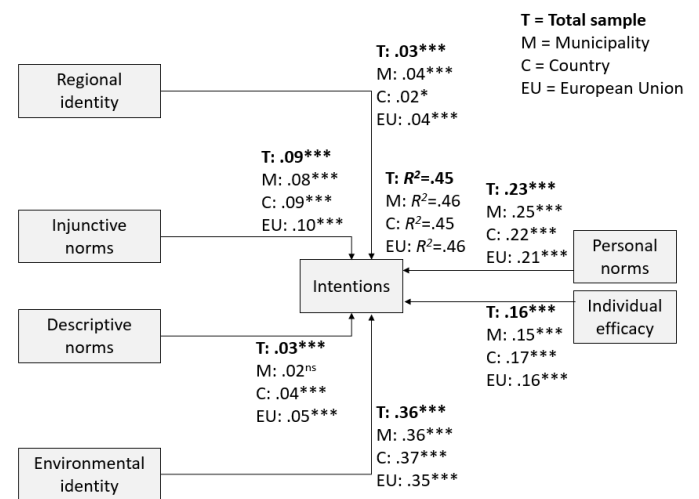 T = Total sample
M = Municipality
C = Country
EU = European Union
Regional
identity
T: .03***
M: .04***
C: .02*
EU: .04***
Injunctive
norms
T: .09***
M: .08***
C: .09***
EU: .10***
T: R²=.45
M: R²=.46
C: R²=.45
EU: R²=.46
T: .23***
M: .25***
C: .22***
EU: .21***
Personal
norms
Intentions
Individual
efficacy
T: .16***
M: .15***
C: .17***
EU: .16***
Descriptive
norms
T: .03***
M: .02ns
C: .04***
EU: .05***
T: .36***
M: .36***
C: .37***
EU: .35***
Environmental
identity